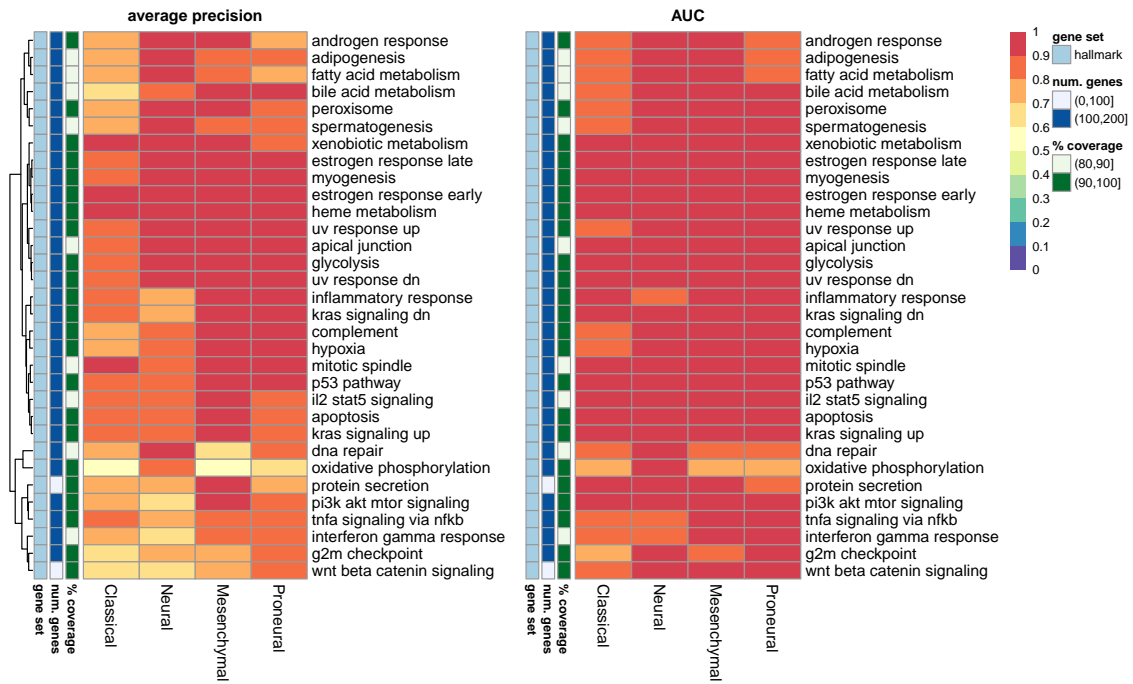 average precision
androgen response
adipogenesis
fatty acid metabolism
bile acid metabolism
peroxisome
spermatogenesis
xenobiotic metabolism
estrogen response late
myogenesis
estrogen response early
heme metabolism
uv response up
apical junction
glycolysis
uv response dn
inflammatory response
kras signaling dn
complement
hypoxia
mitotic spindle
p53 pathway
il2 stat5 signaling
apoptosis
kras signaling up
dna repair
oxidative phosphorylation
protein secretion
pi3k akt mtor signaling
tnfa signaling via nfkb
interferon gamma response
g2m checkpoint
wnt beta catenin signaling
gene set
num. genes
% coverage
Classical
Neural
Mesenchymal
Proneural
AUC
androgen response
adipogenesis
fatty acid metabolism
bile acid metabolism
peroxisome
spermatogenesis
xenobiotic metabolism
estrogen response late
myogenesis
estrogen response early
heme metabolism
uv response up
apical junction
glycolysis
uv response dn
inflammatory response
kras signaling dn
complement
hypoxia
mitotic spindle
p53 pathway
il2 stat5 signaling
apoptosis
kras signaling up
dna repair
oxidative phosphorylation
protein secretion
pi3k akt mtor signaling
tnfa signaling via nfkb
interferon gamma response
g2m checkpoint
wnt beta catenin signaling
gene set
num. genes
% coverage
Classical
Neural
Mesenchymal
Proneural
1
0.9
0.8
0.7
0.6
0.5
0.4
0.3
0.2
0.1
0
gene set
hallmark
num. genes
(0,100]
(100,200]
% coverage
(80,90]
(90,100]